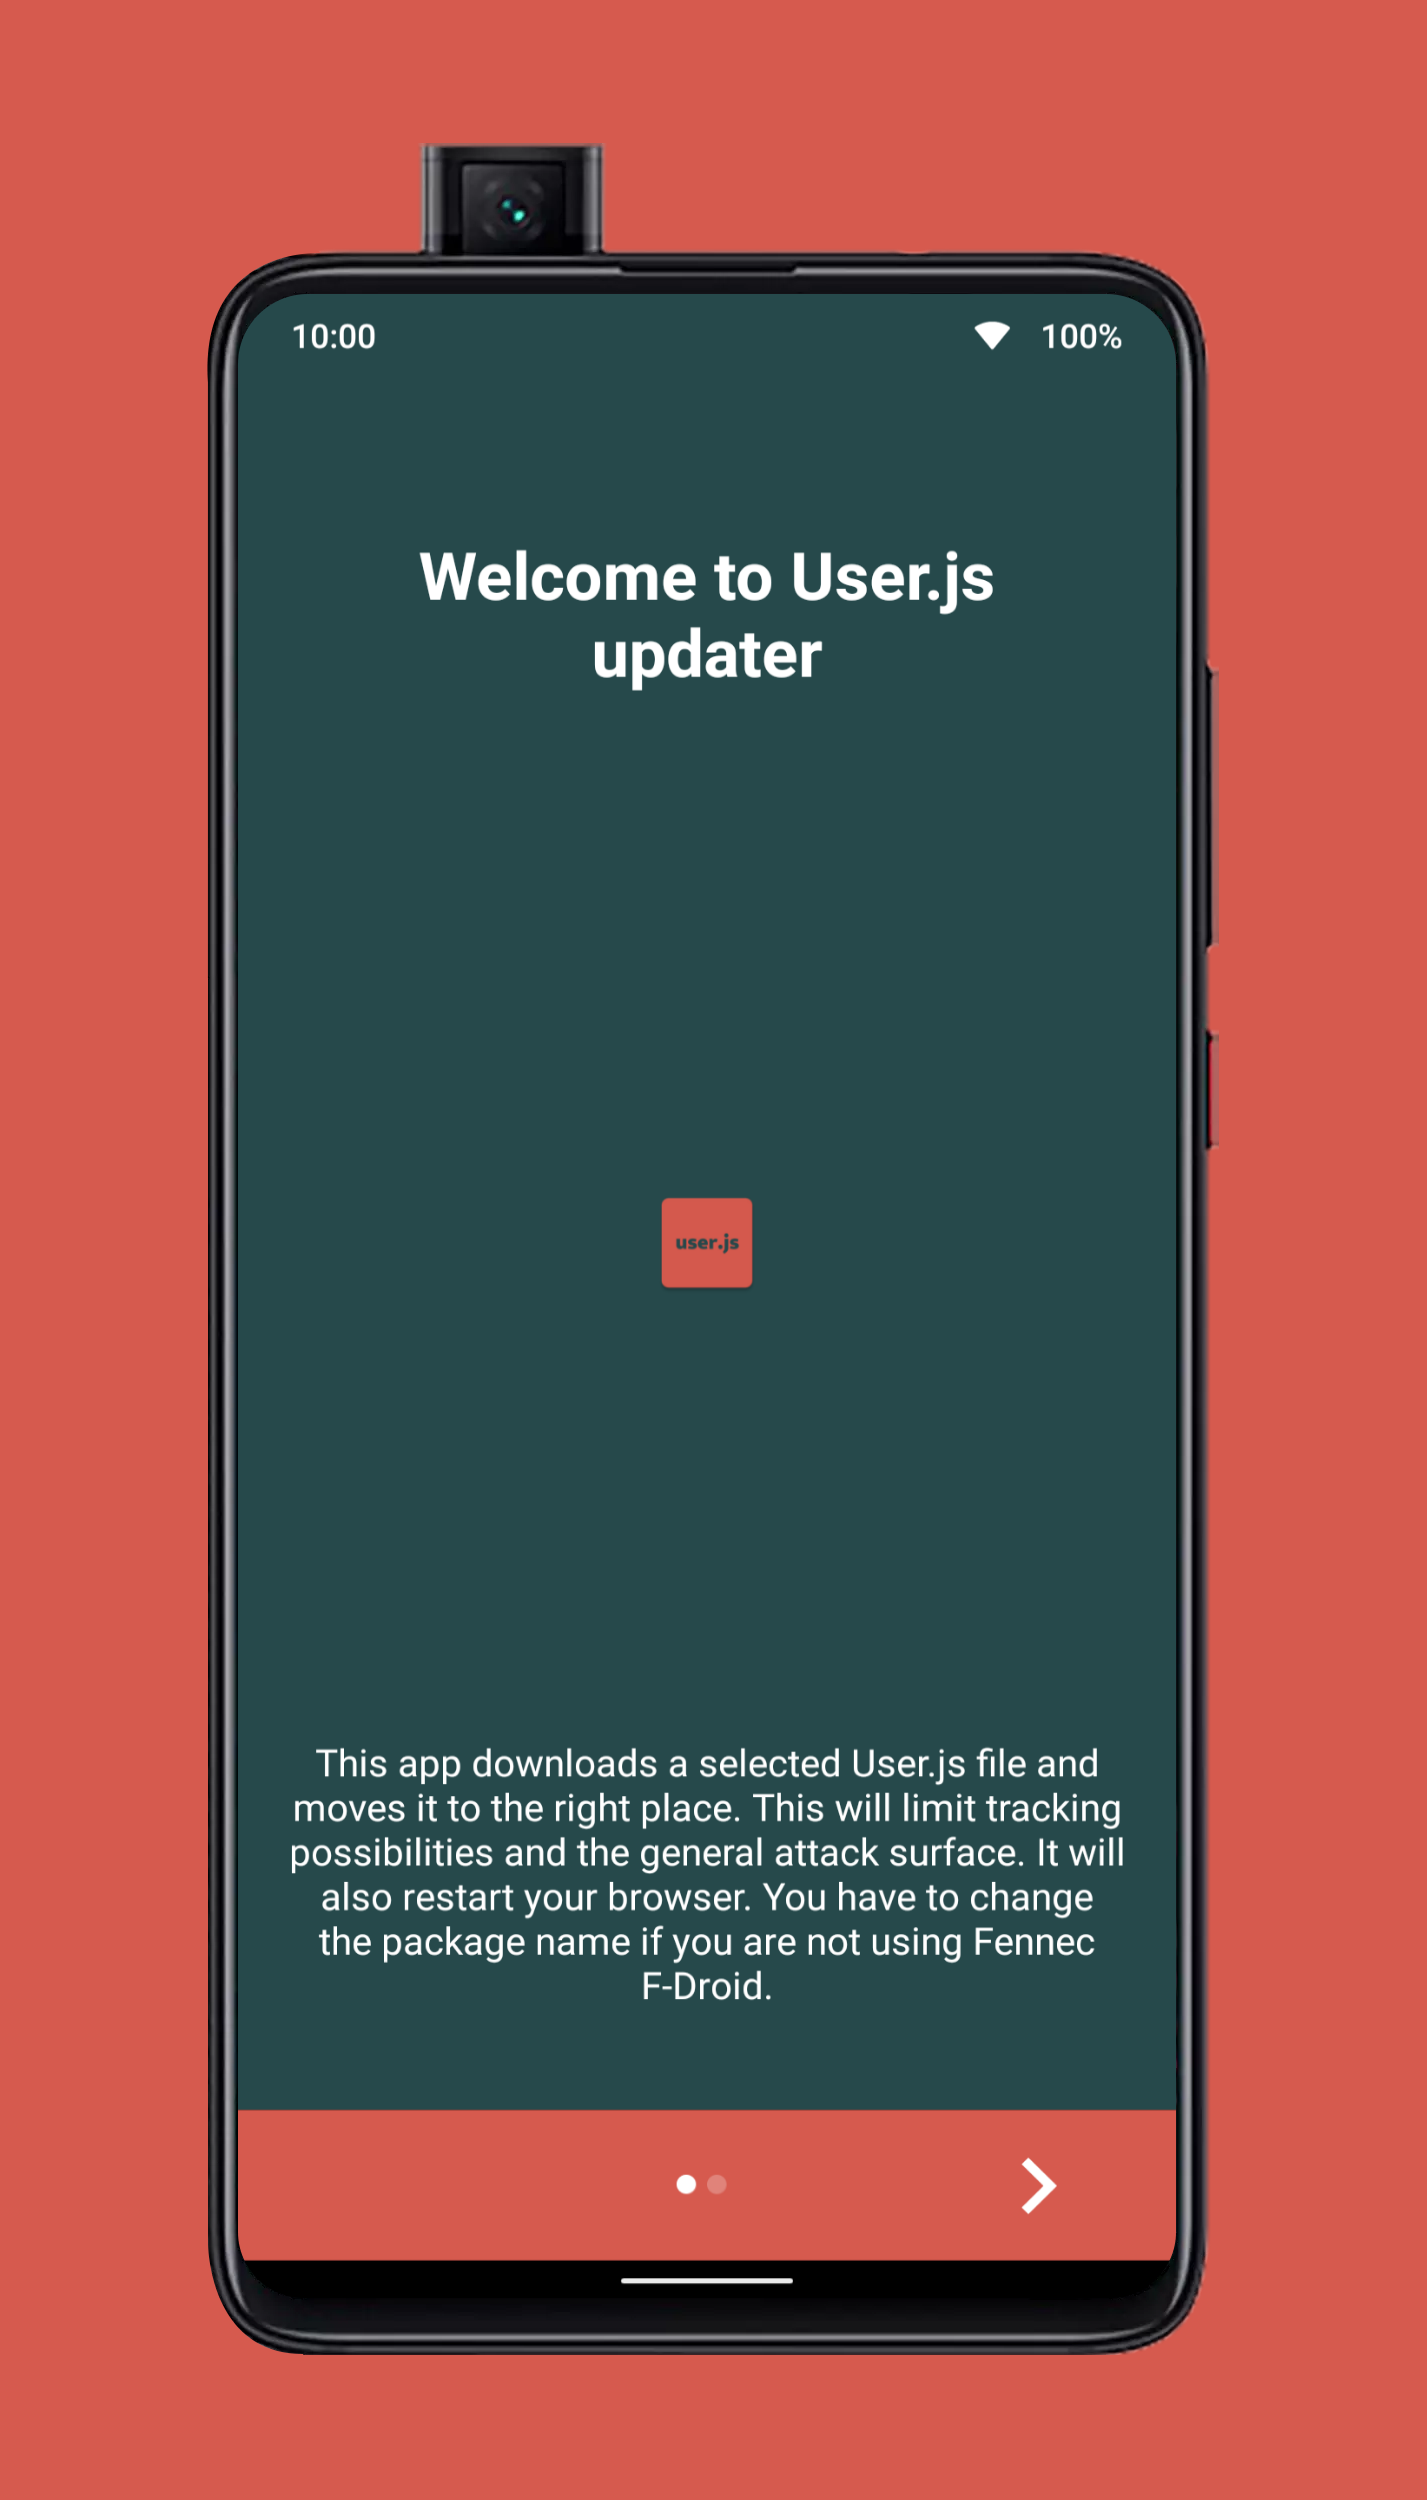 10:00 100%
Welcome to User.js
updater
user.js
This app downloads a selected User.js file and
moves it to the right place. This will limit tracking
possibilities and the general attack surface. It will
also restart your browser. You have to change
the package name if you are not using Fennec
F-Droid.